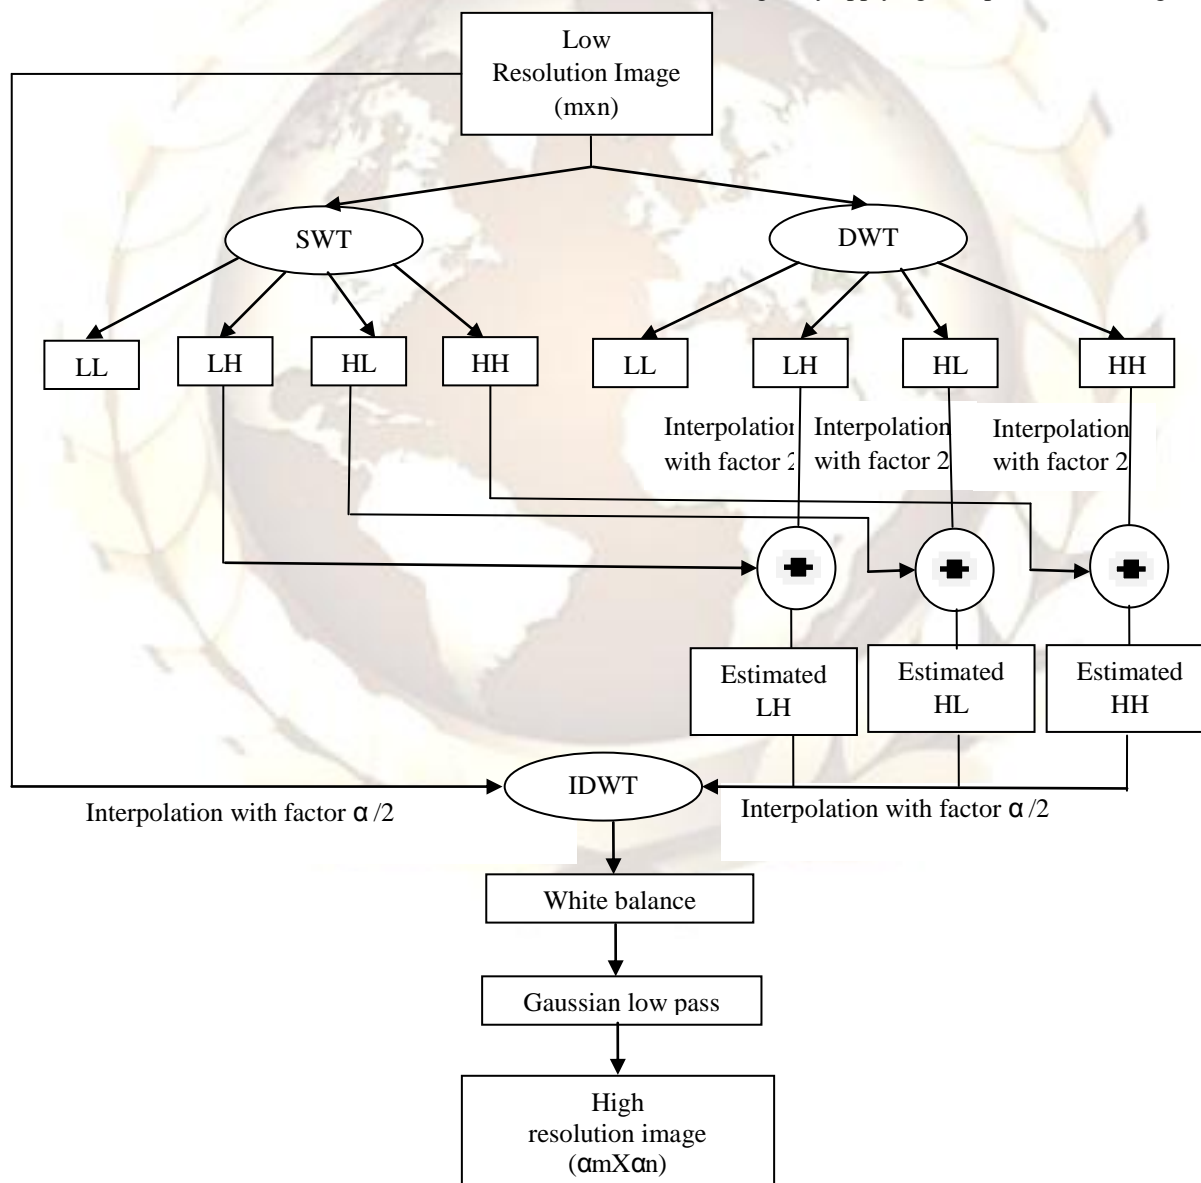 Low
Resolution Image
(mxn)
SWT
DWT
LL
LH
HL
HH
LL
LH
HL
HH
Interpolation
with factor 2
Interpolation
with factor 2
Interpolation
with factor 2
Estimated
LH
Estimated
HL
Estimated
HH
IDWT
Interpolation with factor α /2
Interpolation with factor α /2
White balance
Gaussian low pass
High
resolution image
(αmXαn)